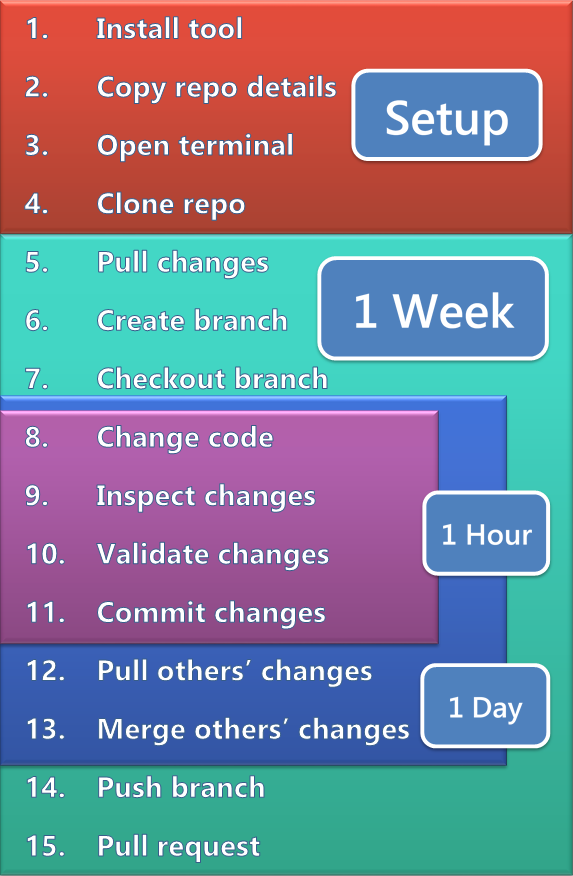 1. Install tool
2. Copy repo details
3. Open terminal
4. Clone repo
Setup
5. Pull changes
6. Create branch
7. Checkout branch
1 Week
8. Change code
9. Inspect changes
10. Validate changes
11. Commit changes
1 Hour
12. Pull others’ changes
13. Merge others’ changes
1 Day
14. Push branch
15. Pull request